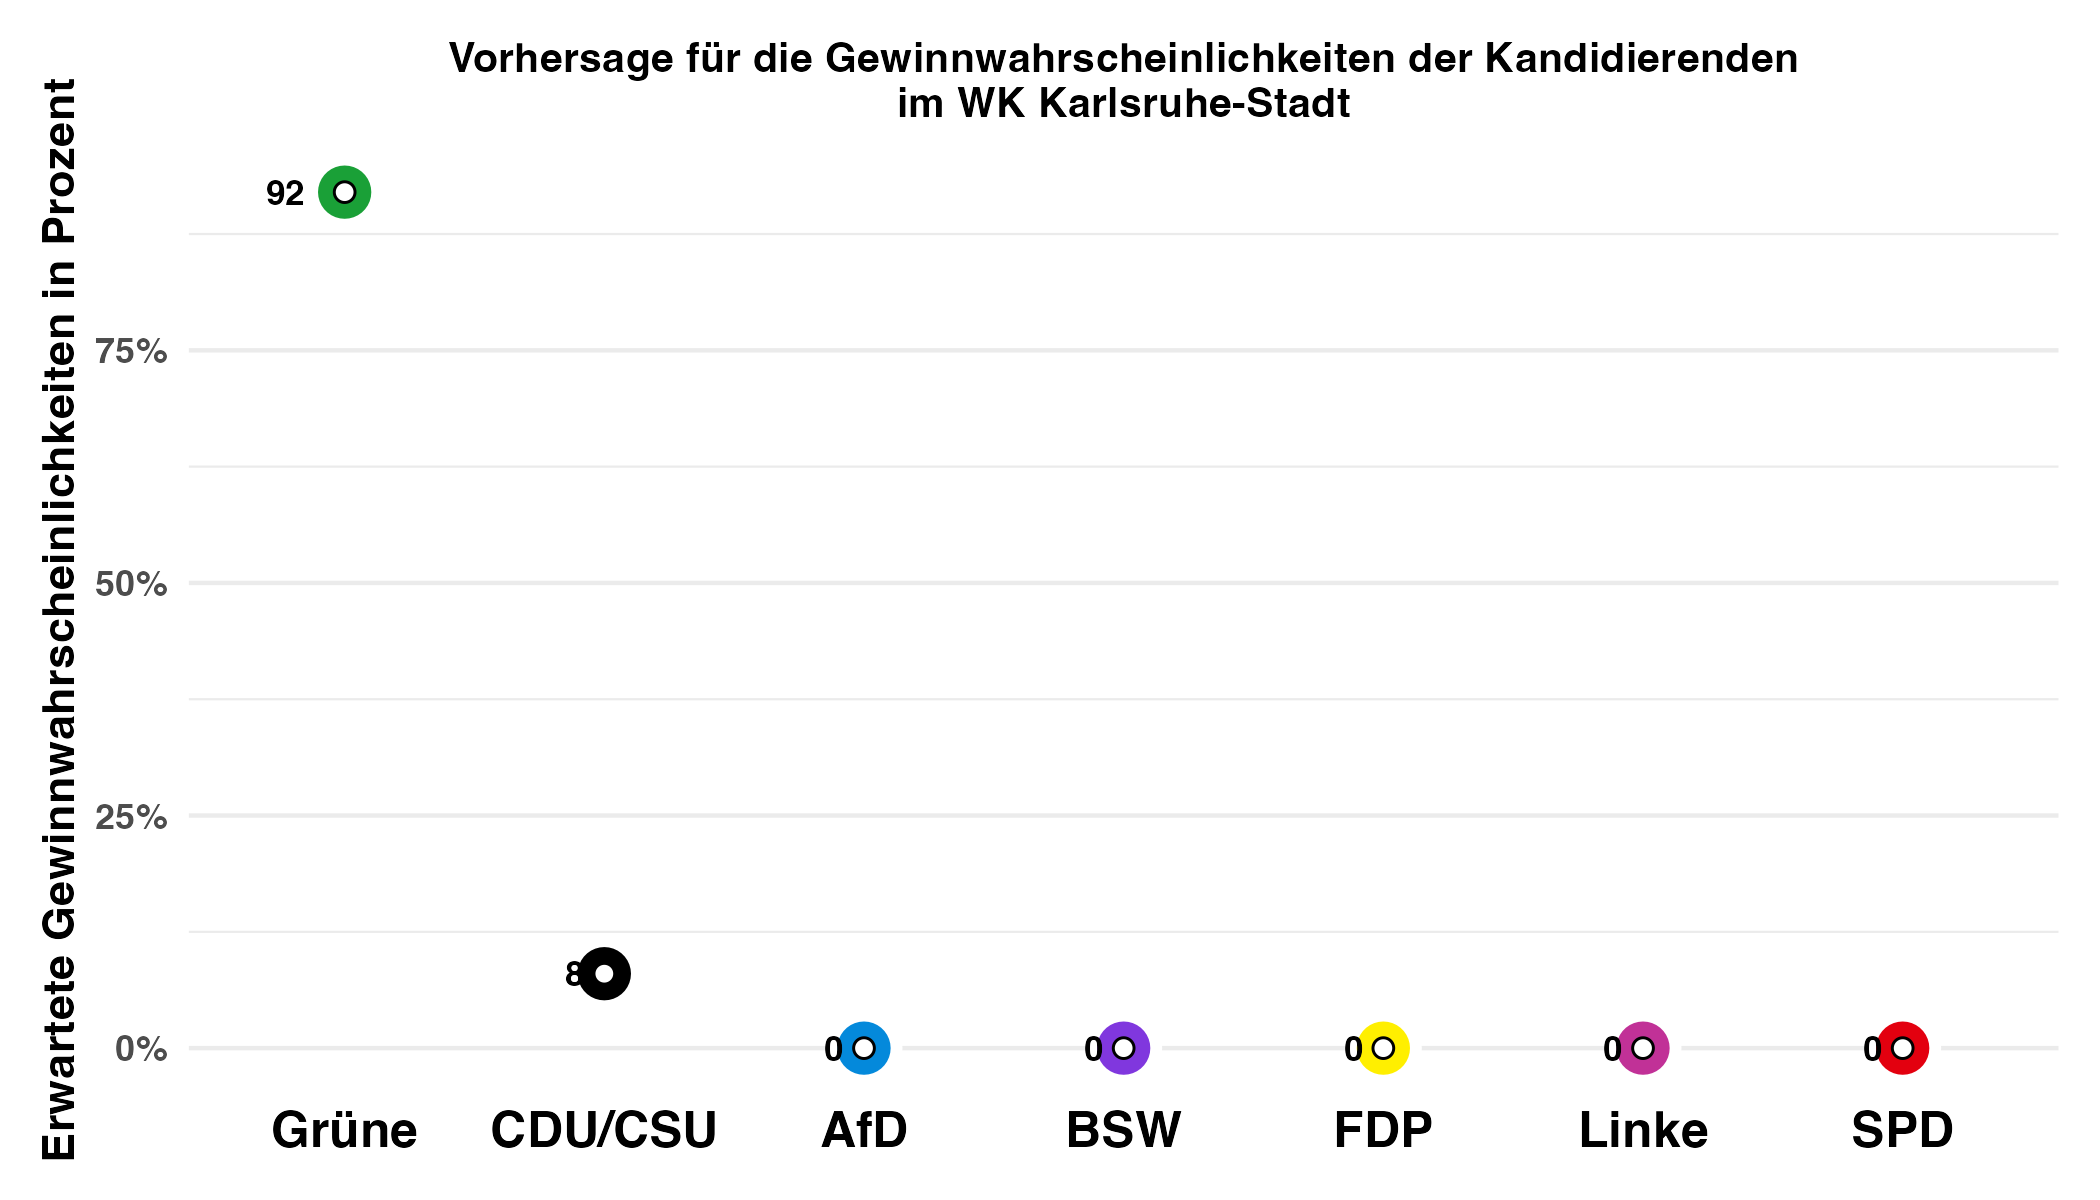 Vorhersage für die Gewinnwahrscheinlichkeiten der Kandidierenden
im WK Karlsruhe-Stadt
Erwartete Gewinnwahrscheinlichkeiten in Prozent
92
75%
50%
25%
8
0%
0
0
0
0
0
Grüne
CDU/CSU
AfD
BSW
FDP
Linke
SPD